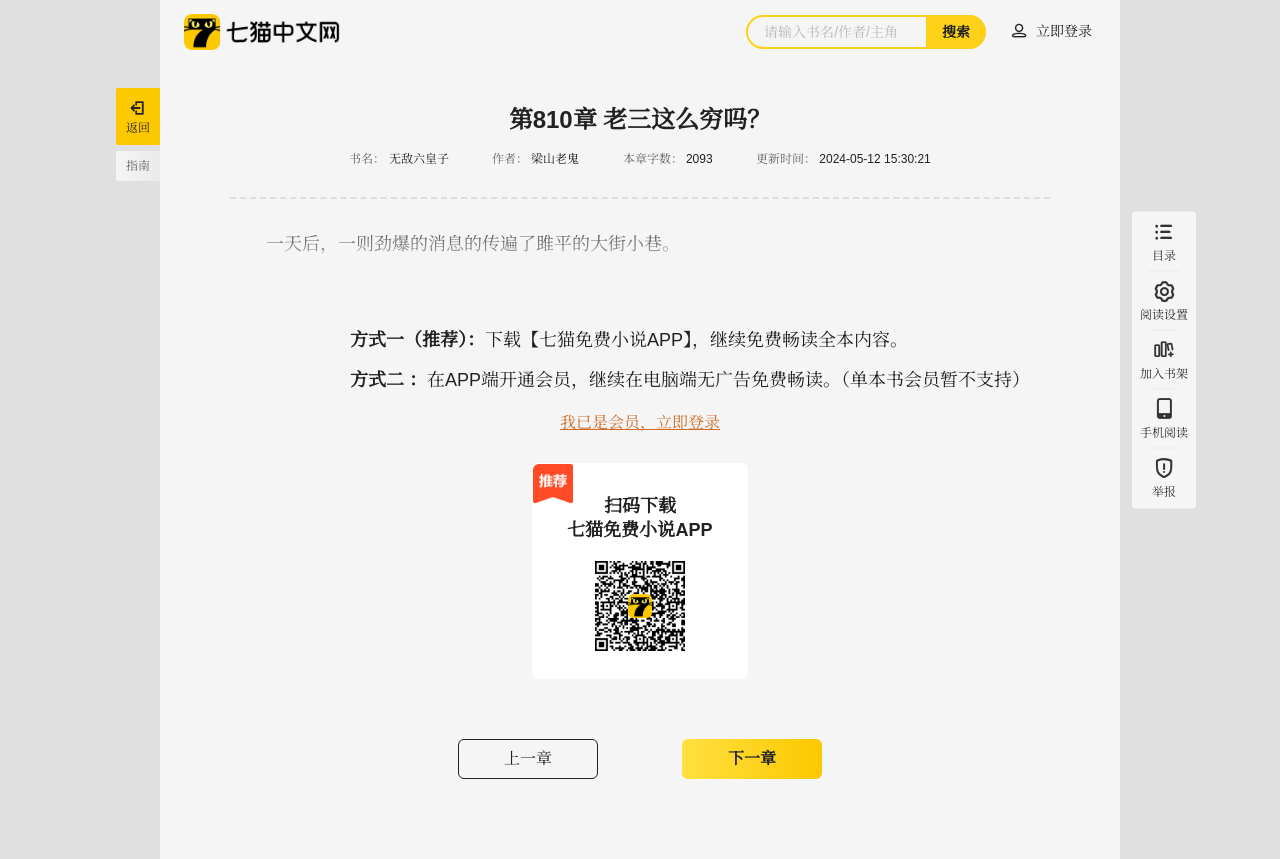 七猫中文网
请输入书名/作者/主角
搜索
立即登录
返回
指南
第810章 老三这么穷吗？
书名： 无敌六皇子 作者： 梁山老鬼 本章字数： 2093 更新时间： 2024-05-12 15:30:21
一天后，一则劲爆的消息的传遍了雎平的大街小巷。
方式一（推荐）：下载【七猫免费小说APP】，继续免费畅读全本内容。
方式二 ：在APP端开通会员，继续在电脑端无广告免费畅读。（单本书会员暂不支持）
我已是会员，立即登录
推荐
扫码下载
七猫免费小说APP
上一章
下一章
目录
阅读设置
加入书架
手机阅读
举报